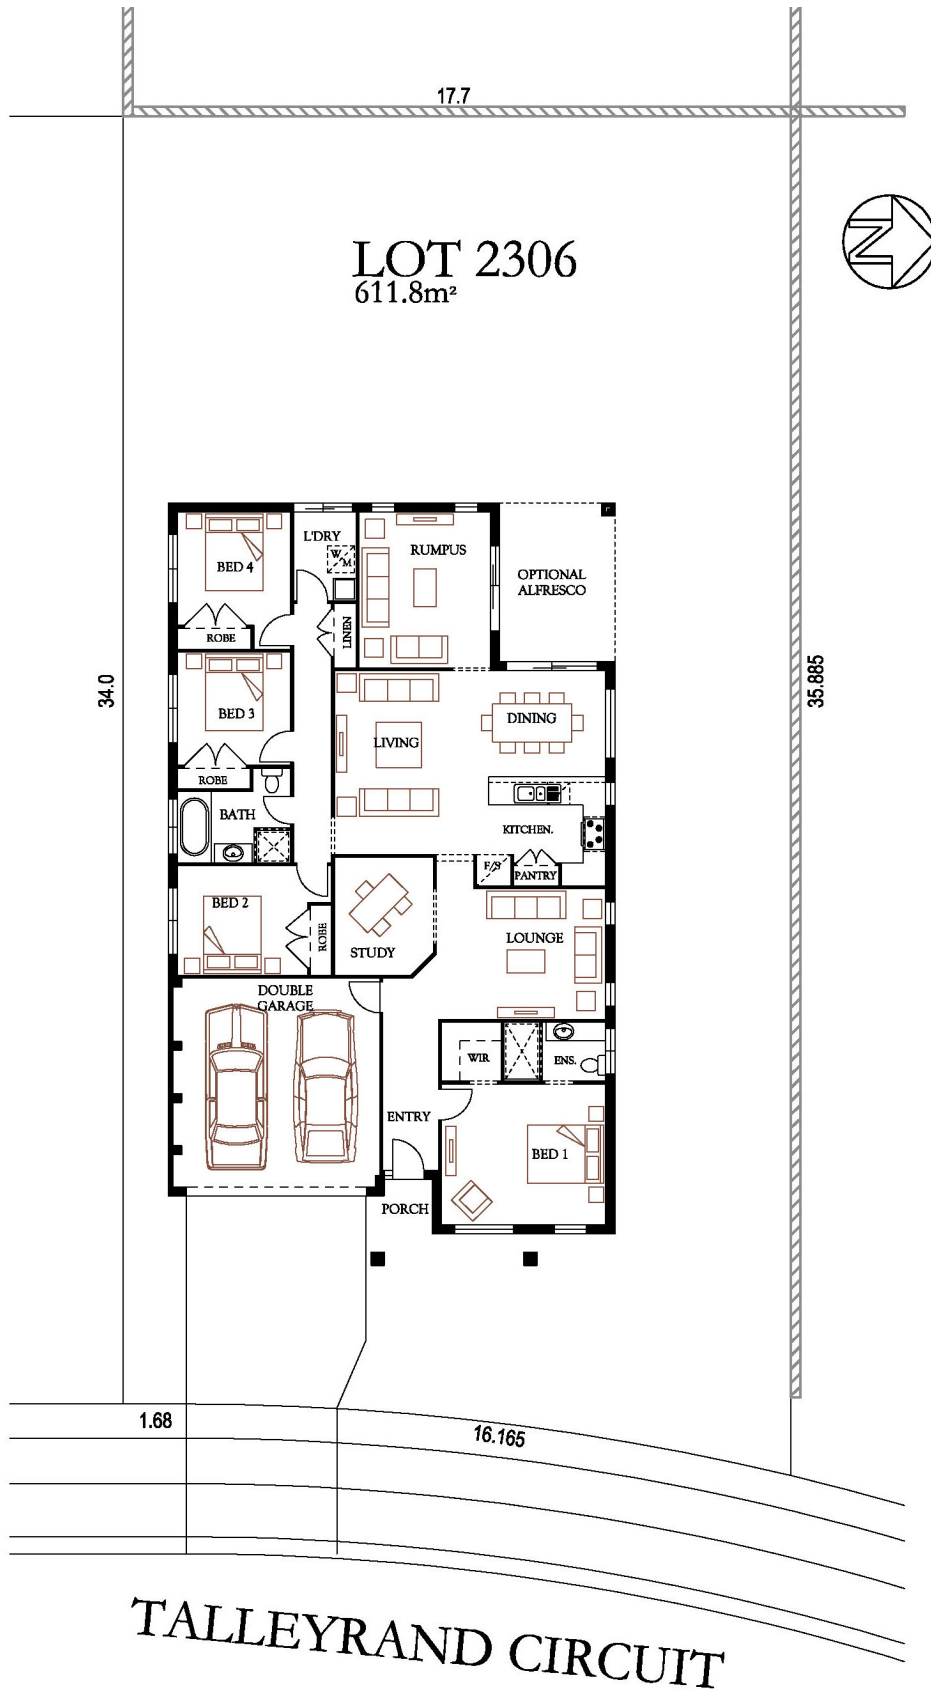 17.7
LOT 2306
611.8m²
N
L'DRY
W/M
BED 4
RUMPUS
OPTIONAL
ALFRESCO
ROBE
LINEN
34.0
35.885
BED 3
DINING
LIVING
ROBE
BATH
KITCHEN.
F/S
PANTRY
BED 2
ROBE
STUDY
LOUNGE
DOUBLE
GARAGE
WIR
ENS.
ENTRY
BED 1
PORCH
1.68
16.165
TALLEYRAND CIRCUIT